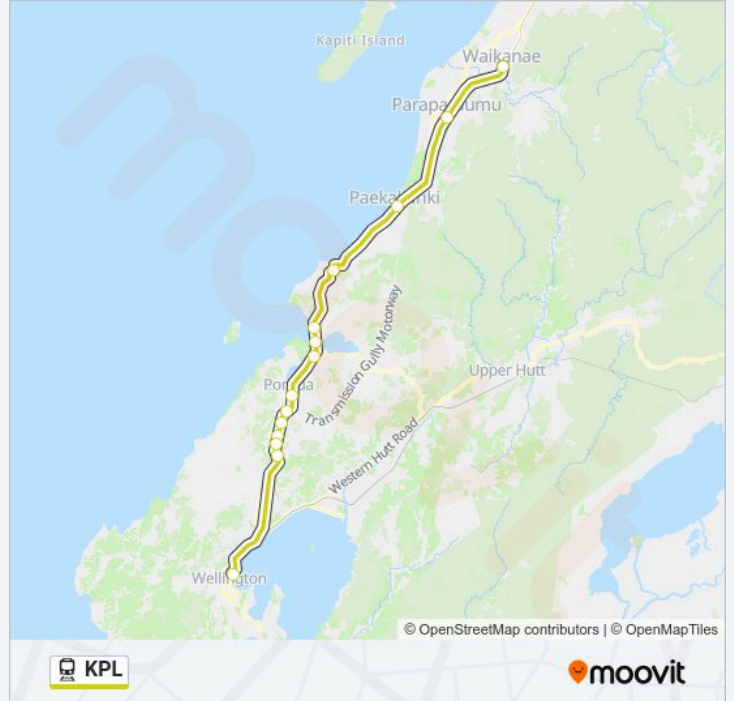 Kapiti Island
Waikanae
Paekakariki
Transmission Gully Motorway
Upper Hutt
Porirua
Western Hutt Road
Wellington
© OpenStreetMap contributors | © OpenMapTiles
KPL
moovit